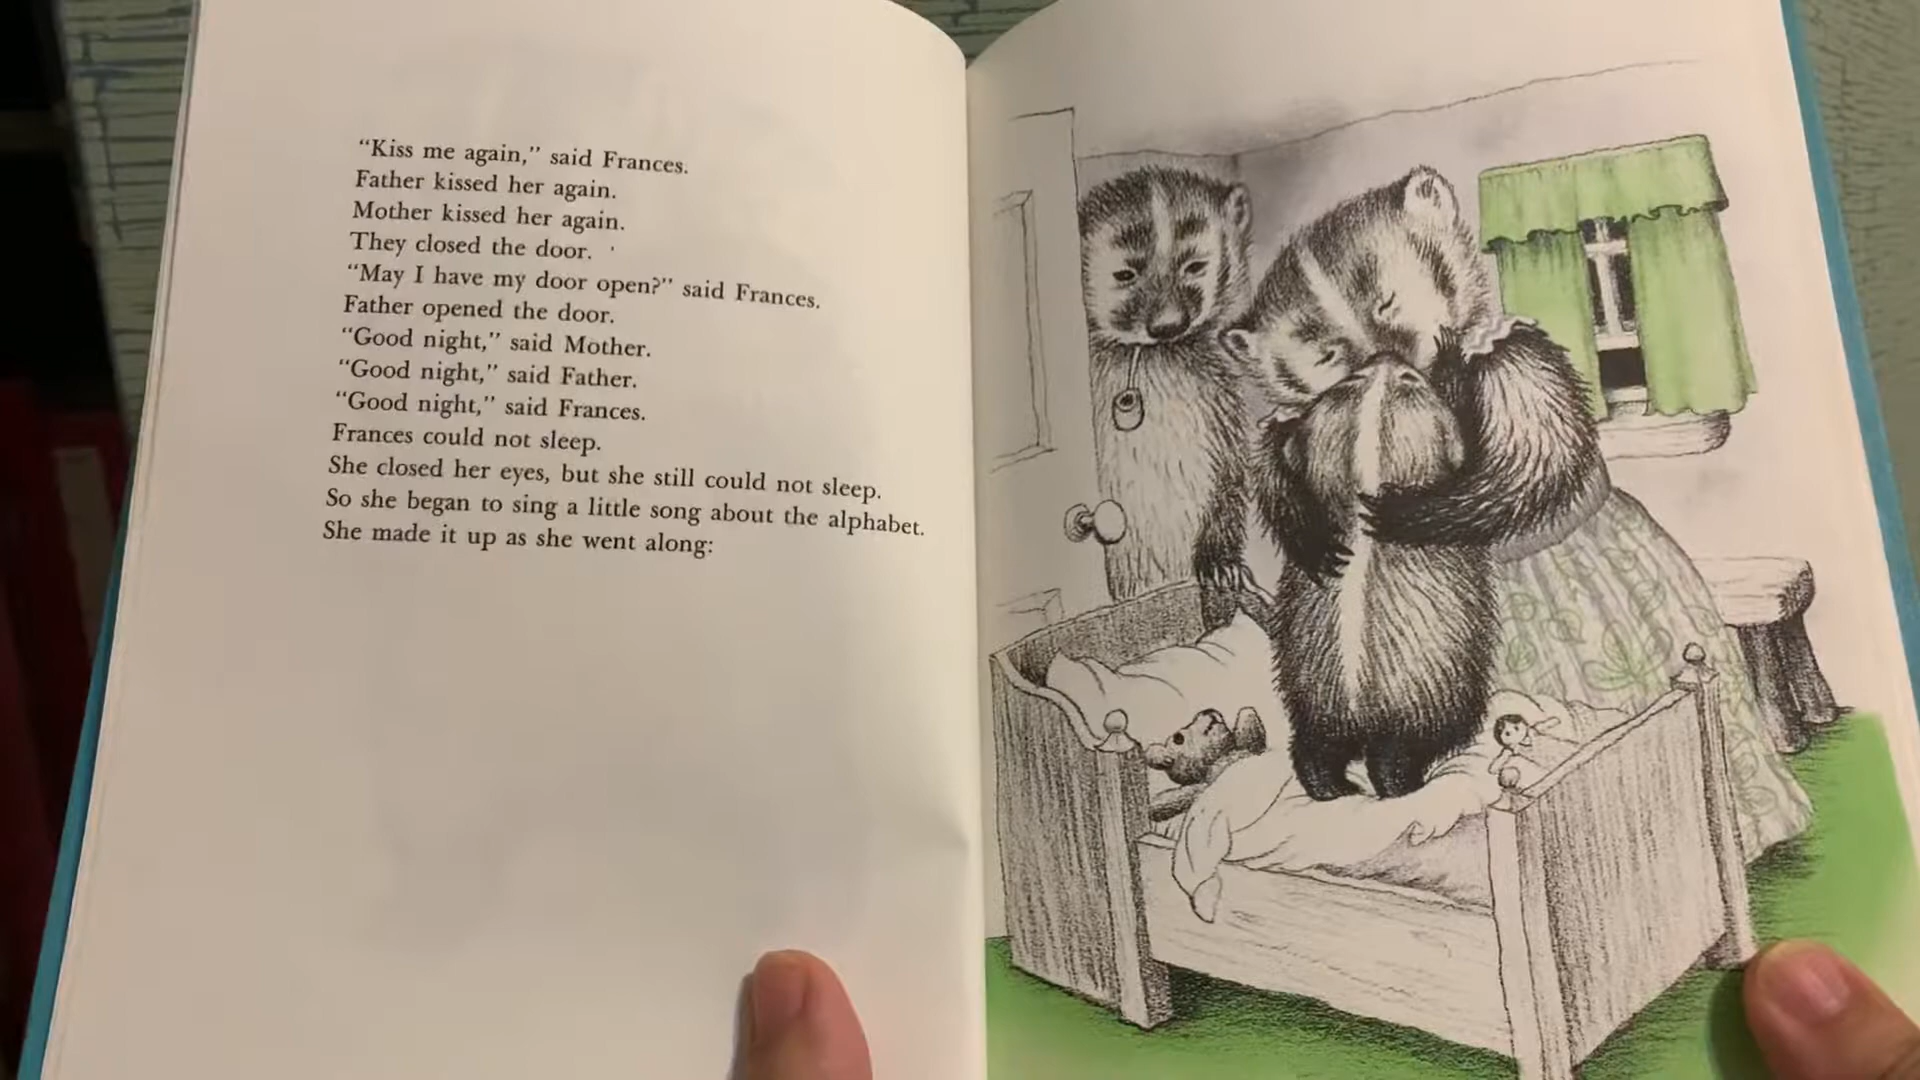 “Kiss me again,” said Frances.
Father kissed her again.
Mother kissed her again.
They closed the door.
“May I have my door open?” said Frances.
Father opened the door.
“Good night,” said Mother.
“Good night,” said Father.
“Good night,” said Frances.
Frances could not sleep.
She closed her eyes, but she still could not sleep.
So she began to sing a little song about the alphabet.
She made it up as she went along: